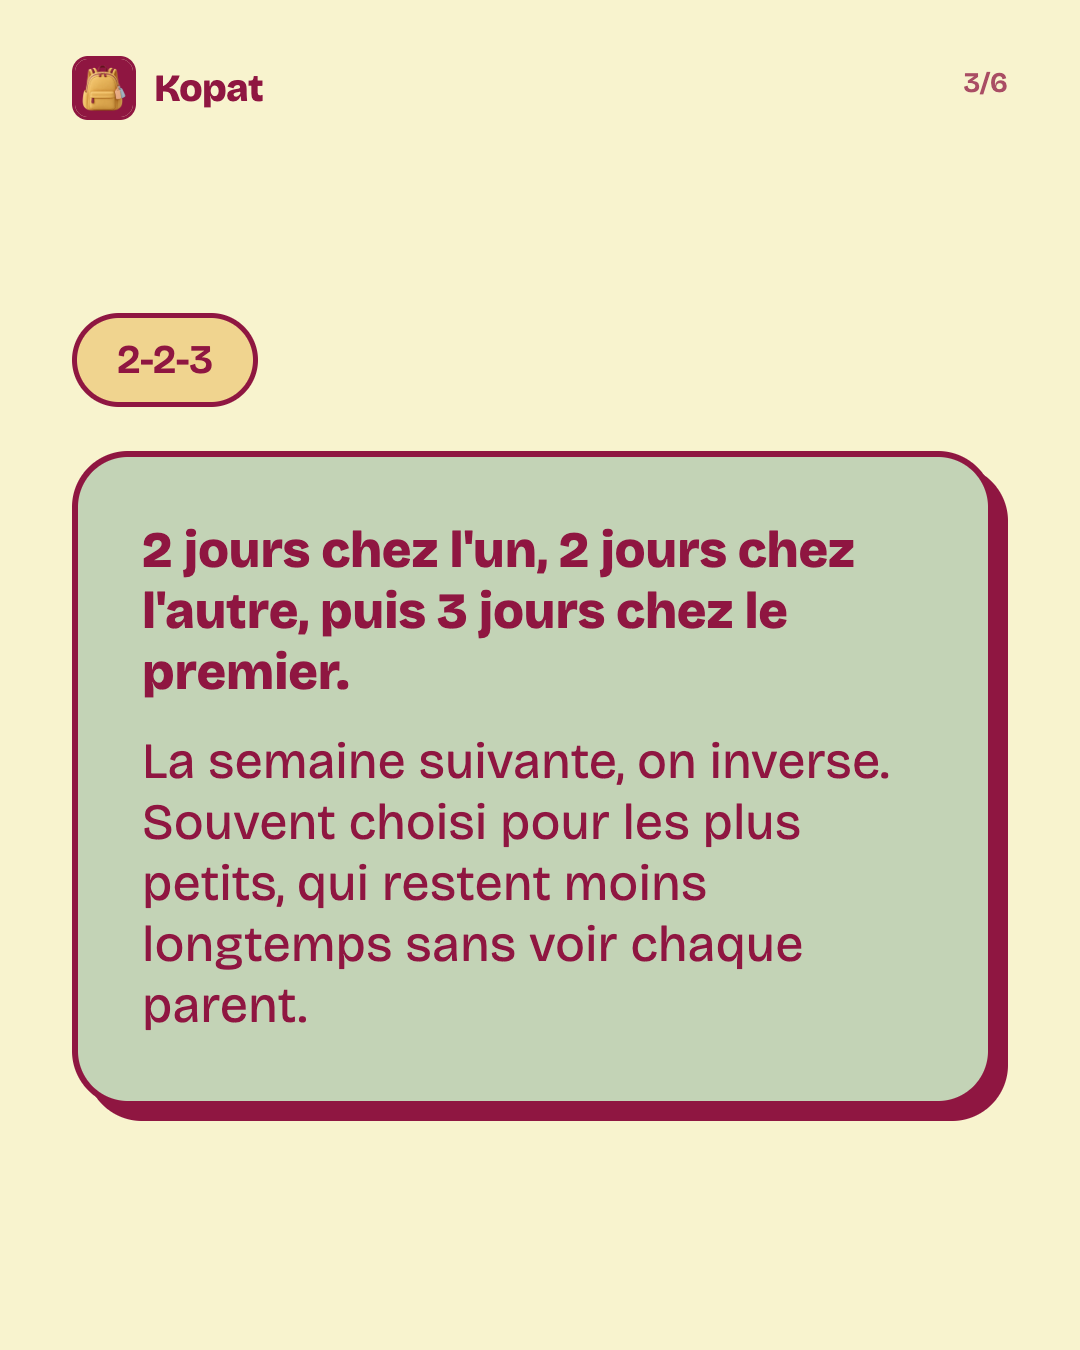 Kopat
3/6
2-2-3
2 jours chez l'un, 2 jours chez
l'autre, puis 3 jours chez le
premier.
La semaine suivante, on inverse.
Souvent choisi pour les plus
petits, qui restent moins
longtemps sans voir chaque
parent.